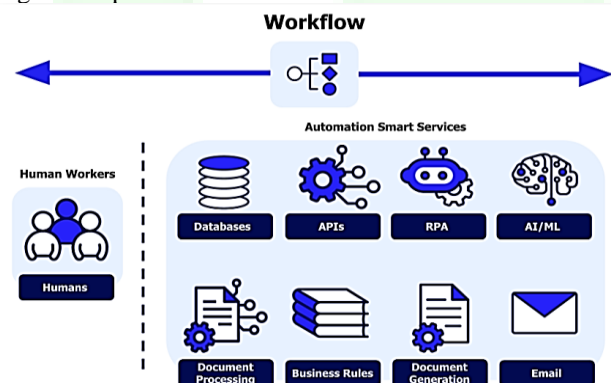 Workflow
Automation Smart Services
Human Workers
Databases
APIs
RPA
AI/ML
Humans
Document
Processing
Business Rules
Document
Generation
Email